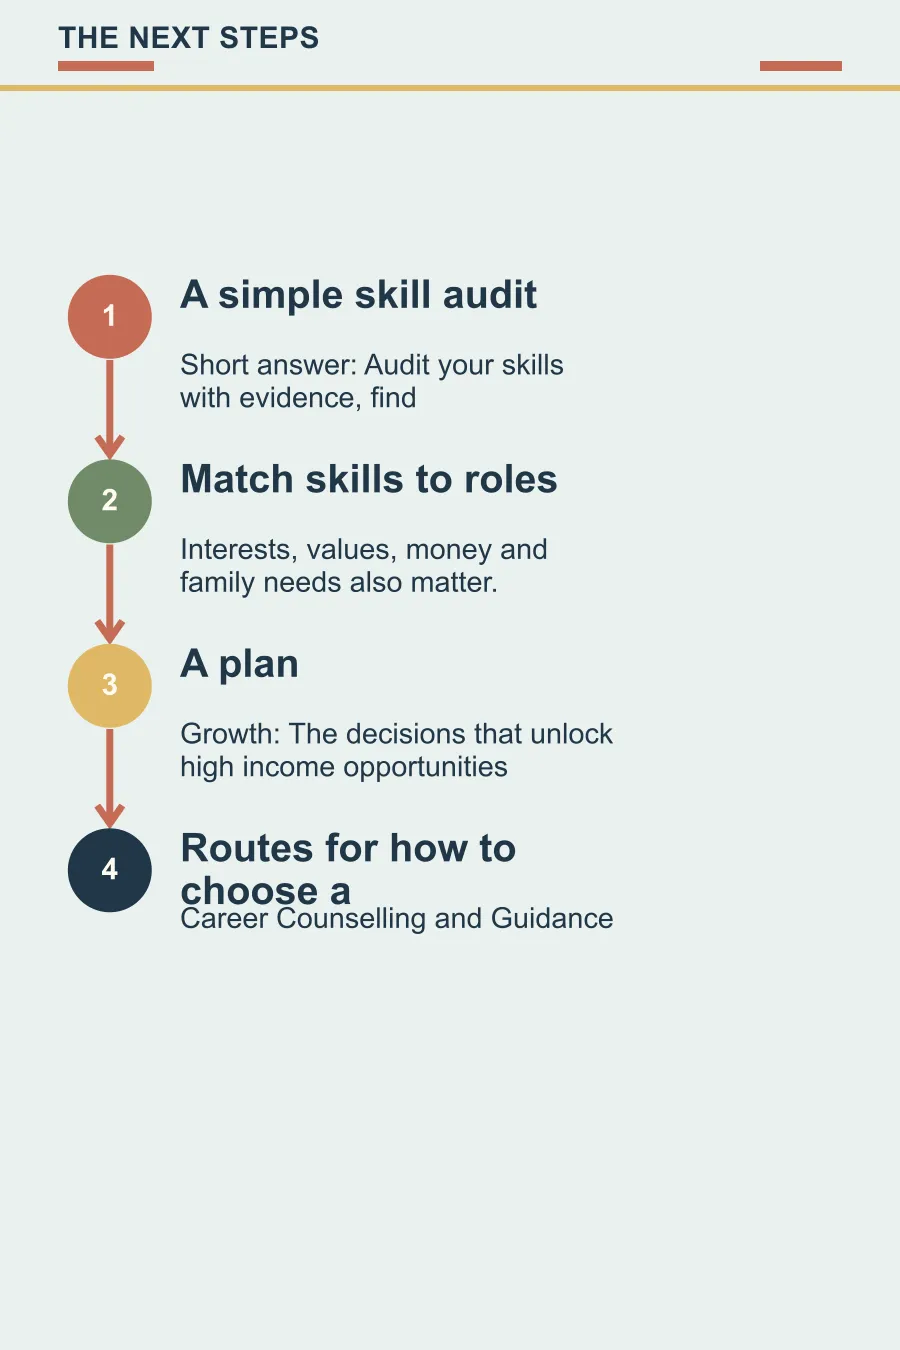 THE NEXT STEPS
1
A simple skill audit
Short answer: Audit your skills
with evidence, find
2
Match skills to roles
Interests, values, money and
family needs also matter.
3
A plan
Growth: The decisions that unlock
high income opportunities
4
Routes for how to
choose a
Career Counselling and Guidance